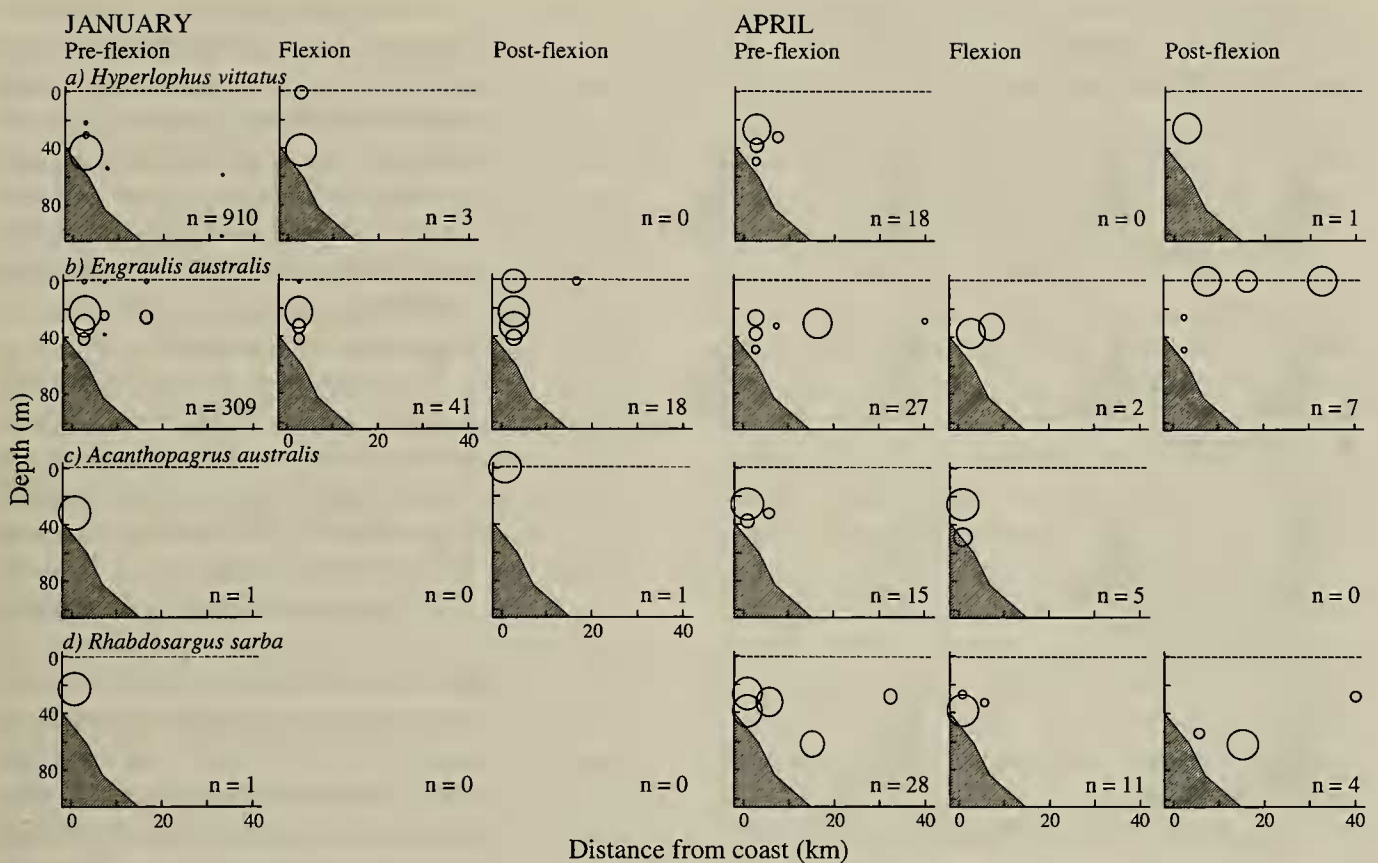 JANUARY APRIL
Pre-flexion Flexion Post-flexion Pre-flexion Flexion Post-flexion
a) Hyperlophus vittatus
0
40
80
n = 910 n = 3 n = 0 n = 18 n = 0 n = 1
b) Engraulis australis
0
40
80
n = 309 n = 41 n = 18 n = 27 n = 2 n = 7
0 20 40 0 20 40
c) Acanthopagrus australis
0
40
80
n = 1 n = 0 n = 1 n = 15 n = 5 n = 0
0 20 40
d) Rhabdosargus sarba
0
40
80
n = 1 n = 0 n = 0 n = 28 n = 11 n = 4
0 20 40 0 20 40 0 20 40 0 20 40
Depth (m)
Distance from coast (km)